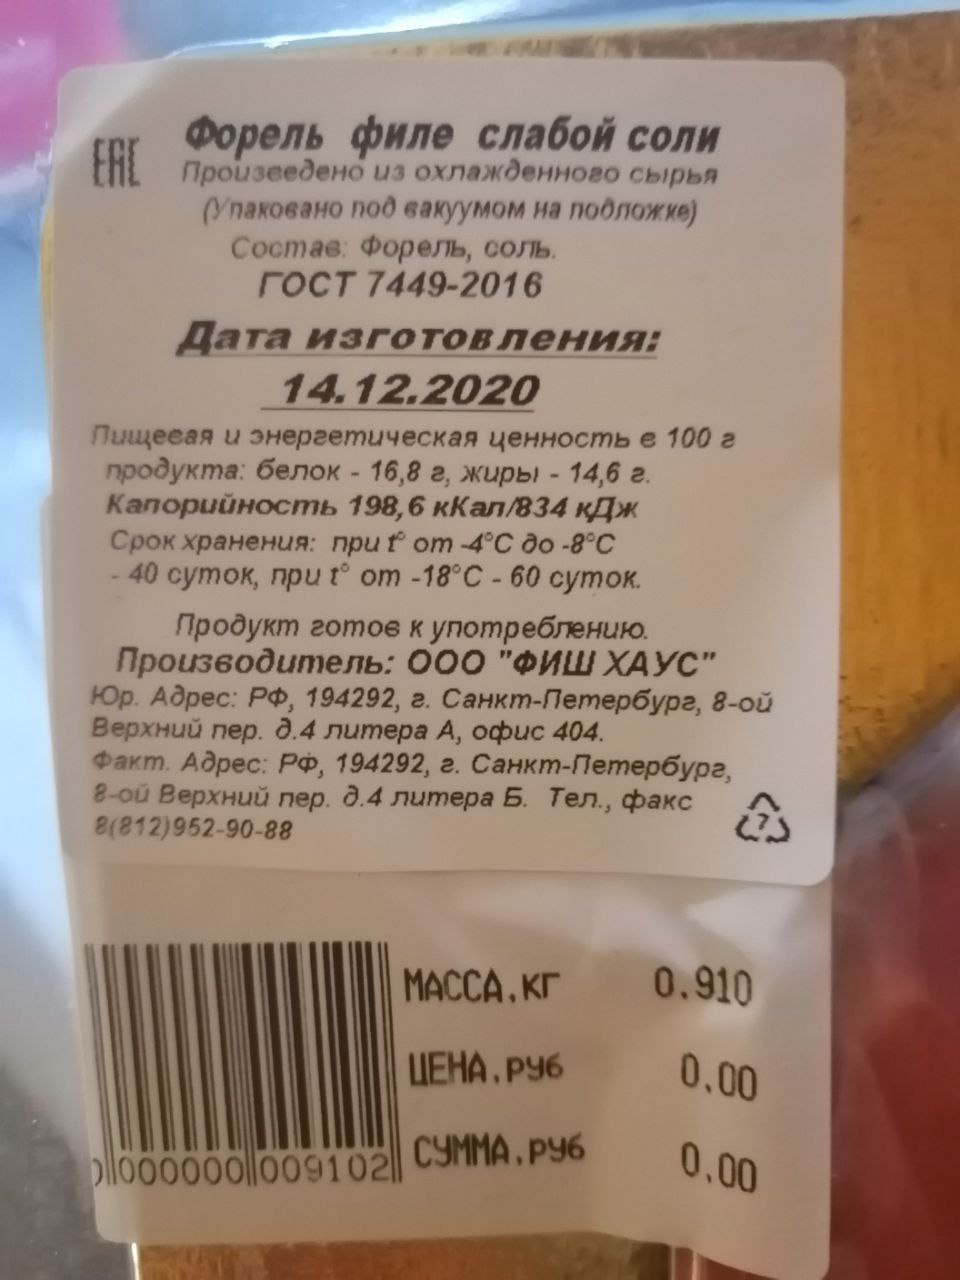 EAC
Форель филе слабой соли
Произведено из охлажденного сырья
(Упаковано под вакуумом на подложке)
Состав: Форель, соль.
ГОСТ 7449-2016
Дата изготовления:
14.12.2020
Пищевая и энергетическая ценность в 100 г
продукта: белок - 16,8 г, жиры - 14,6 г.
Капорийность 198,6 кКал/834 кДж
Срок хранения: при t° от -4°С до -8°С
- 40 суток, при t° от -18°С - 60 суток.
Продукт готов к употреблению.
Производитель: ООО "ФИШ ХАУС"
Юр. Адрес: РФ, 194292, г. Санкт-Петербург, 8-ой
Верхний пер. д.4 литера А, офис 404.
Факт. Адрес: РФ, 194292, г. Санкт-Петербург,
8-ой Верхний пер. д.4 литера Б. Тел., факс
8(812)952-90-88
7
МАССА.КГ 0.910
ЦЕНА.РУб 0.00
СУММА.РУб 0.00
0 000000 009102